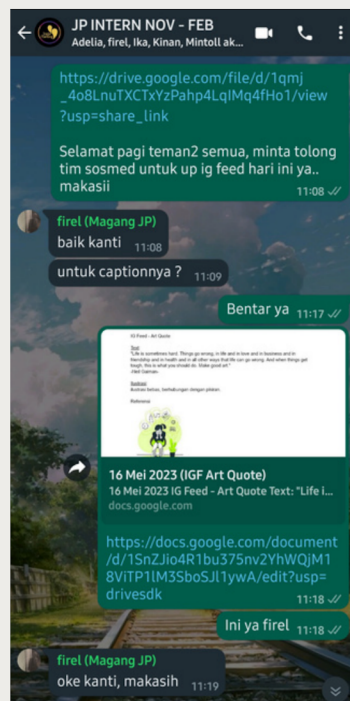 JP INTERN NOV - FEB
Adelia, firel, Ika, Kinan, Mintoll ak...
https://drive.google.com/file/d/1qmj
_4o8LnuTXCTxYzPahp4LqIMq4fHo1/view
?usp=share_link
Selamat pagi teman2 semua, minta tolong
tim sosmed untuk up ig feed hari ini ya..
makasii
11:08
firel (Magang JP)
baik kanti 11:08
untuk captionnya ? 11:09
Bentar ya 11:17
IG Feed - Art Quote
Text
"Life is sometimes hard. Things go wrong, in life and in love and in business and in
friendship and in health and in all other ways that life can go wrong. And when things get
tough, this is what you should do. Make good art."
-Neil Gaiman-
Ilustrasi
Ilustrasi bebas, berhubungan dengan
Referensi
16 Mei 2023 (IGF Art Quote)
16 Mei 2023 IG Feed - Art Quote Text: "Life i...
docs.google.com
https://docs.google.com/document
/d/1SnZJio4R1bu375nv2YhWQjM1
8ViTP1lM3SboSJl1ywA/edit?usp=
drivesdk
11:18
Ini ya firel 11:18
firel (Magang JP)
oke kanti, makasih 11:19